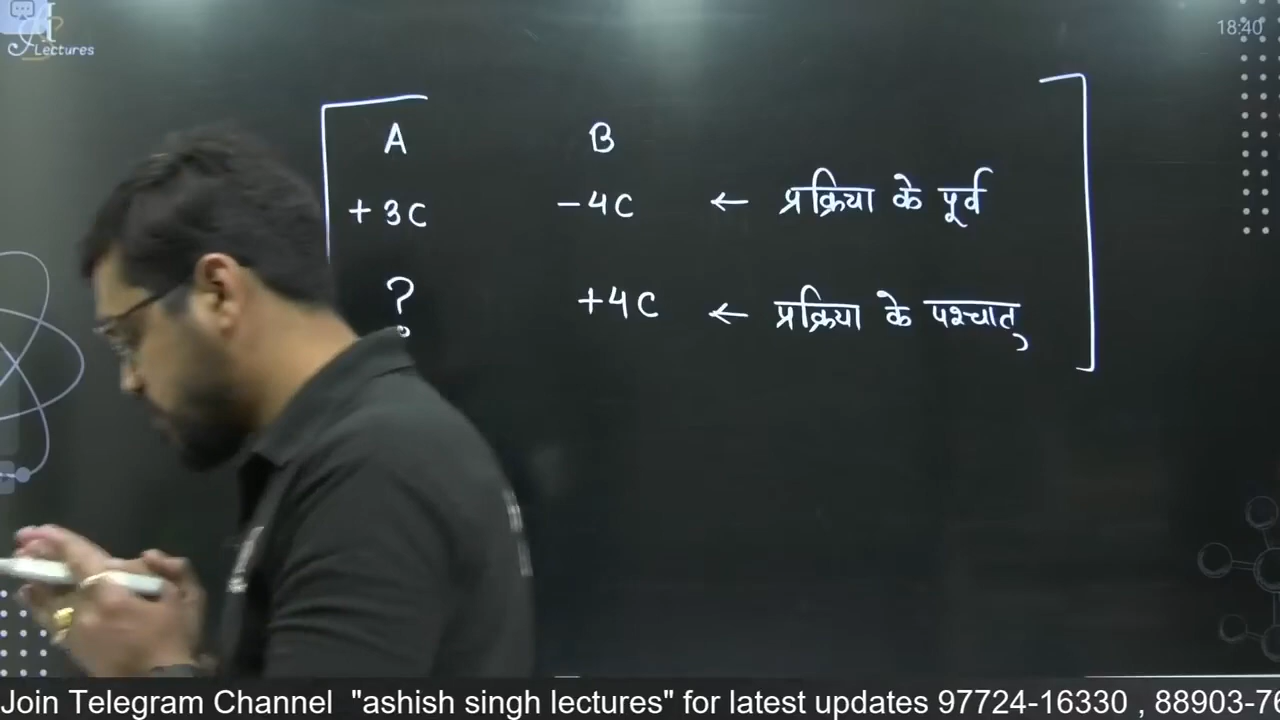 Lectures
18:40
A B
+3C -4C ← प्रक्रिया के पूर्व
? +4C ← प्रक्रिया के पश्चात्
Join Telegram Channel "ashish singh lectures" for latest updates 97724-16330 , 88903-76